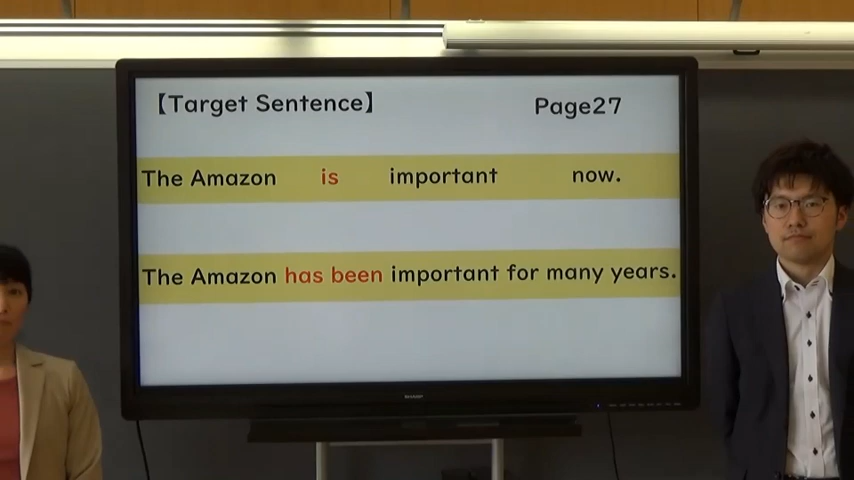 【Target Sentence】 Page27
The Amazon is important now.
The Amazon has been important for many years.
SHARP